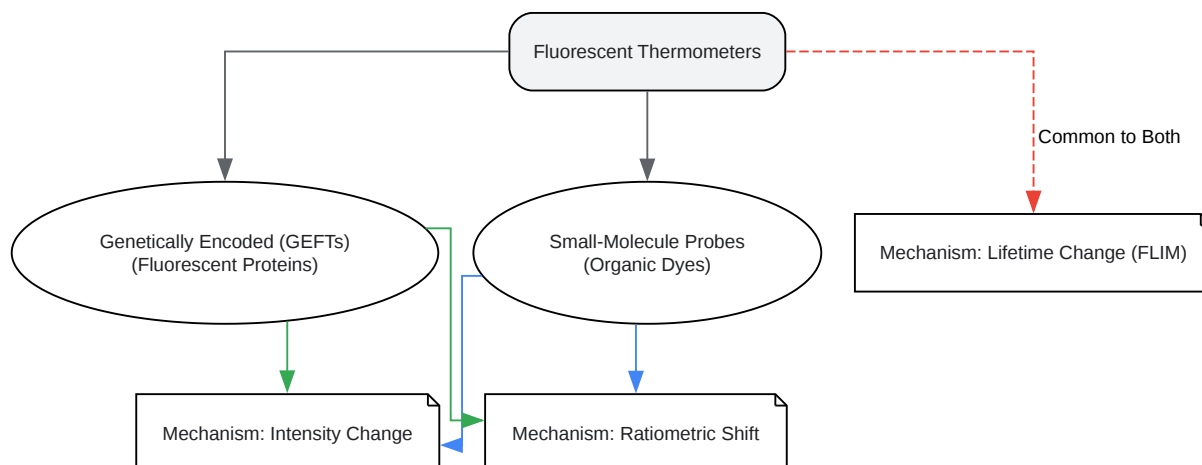 Fluorescent Thermometers
Common to Both
Genetically Encoded (GEFTs)
(Fluorescent Proteins)
Small-Molecule Probes
(Organic Dyes)
Mechanism: Lifetime Change (FLIM)
Mechanism: Intensity Change
Mechanism: Ratiometric Shift